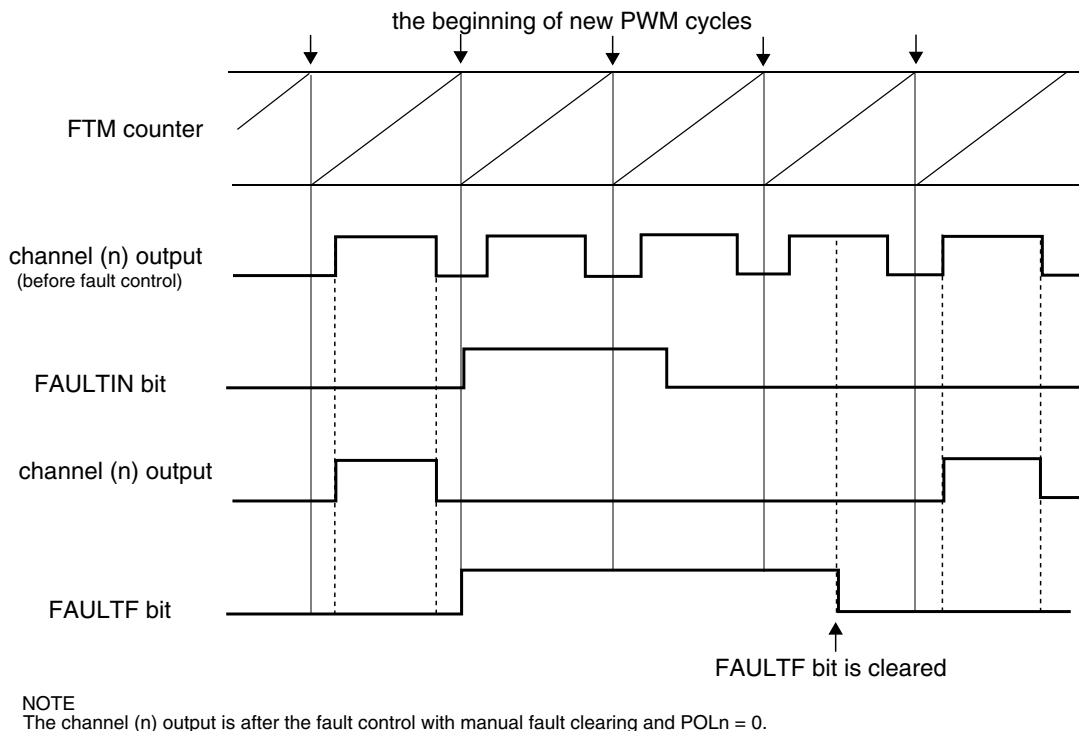 the beginning of new PWM cycles
FTM counter
channel (n) output
(before fault control)
FAULTIN bit
channel (n) output
FAULTF bit
FAULTF bit is cleared
NOTE
The channel (n) output is after the fault control with manual fault clearing and POLn = 0.